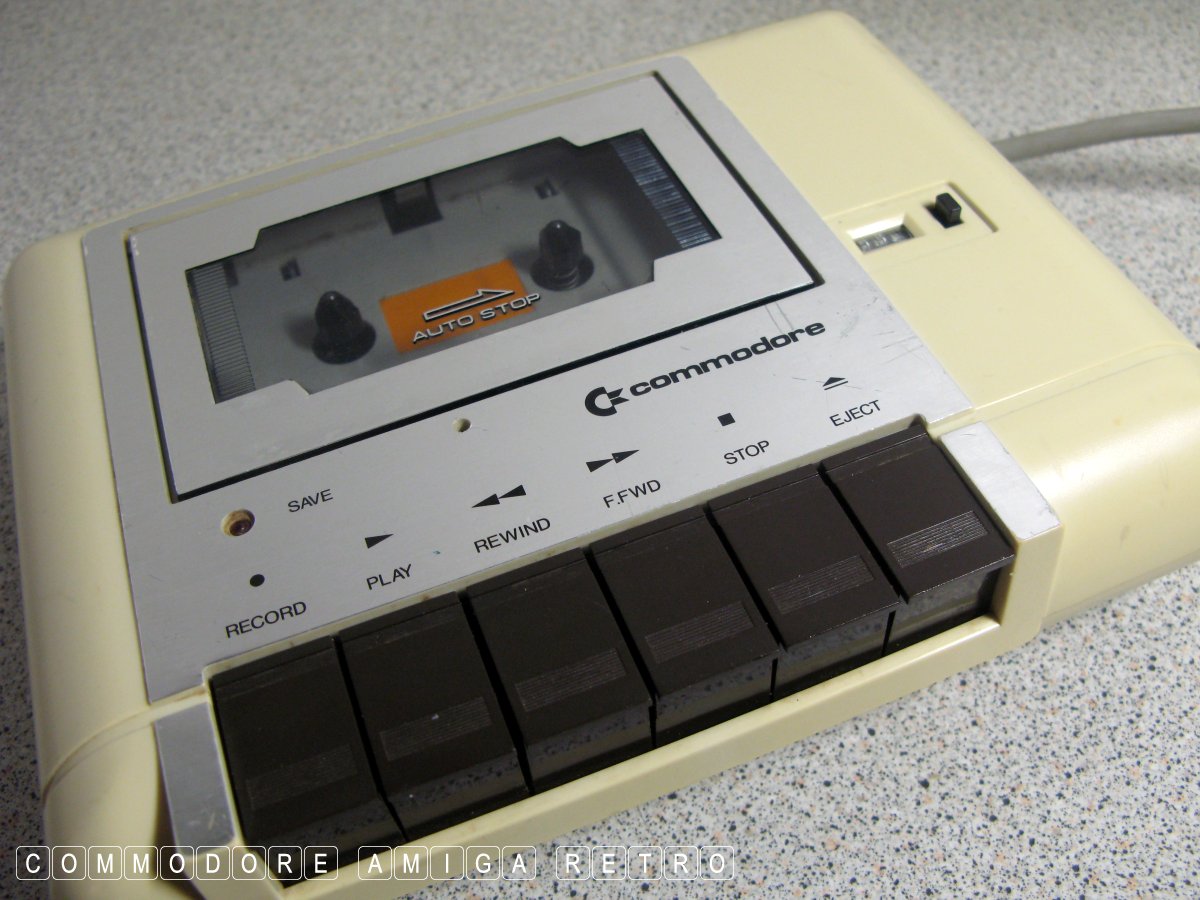 AUTO STOP
commodore
EJECT
STOP
F.FWD
REWIND
SAVE
PLAY
RECORD
COMMODORE AMIGA RETRO